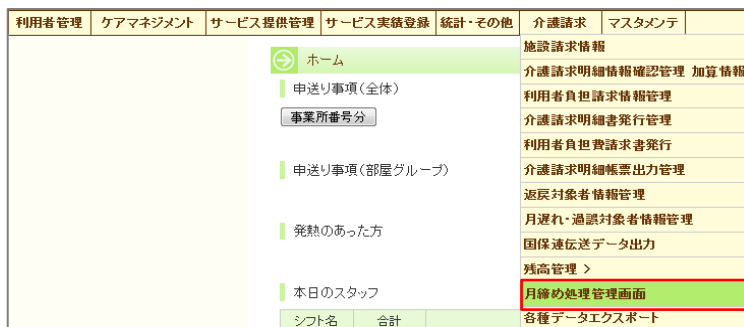 利用者管理 ケアマネジメント サービス提供管理 サービス実績登録 統計・その他 介護請求 マスタメンテ
ホーム
申送り事項(全体)
事業所番号分
申送り事項(部屋グループ)
発熱のあった方
本日のスタッフ
シフト名 合計
施設請求情報
介護請求明細情報確認管理 加算情報
利用者負担請求情報管理
介護請求明細書発行管理
利用者負担費請求書発行
介護請求明細帳票出力管理
返戻対象者情報管理
月遅れ・過誤対象者情報管理
国保連伝送データ出力
残高管理 >
月締め処理管理画面
各種データエクスポート